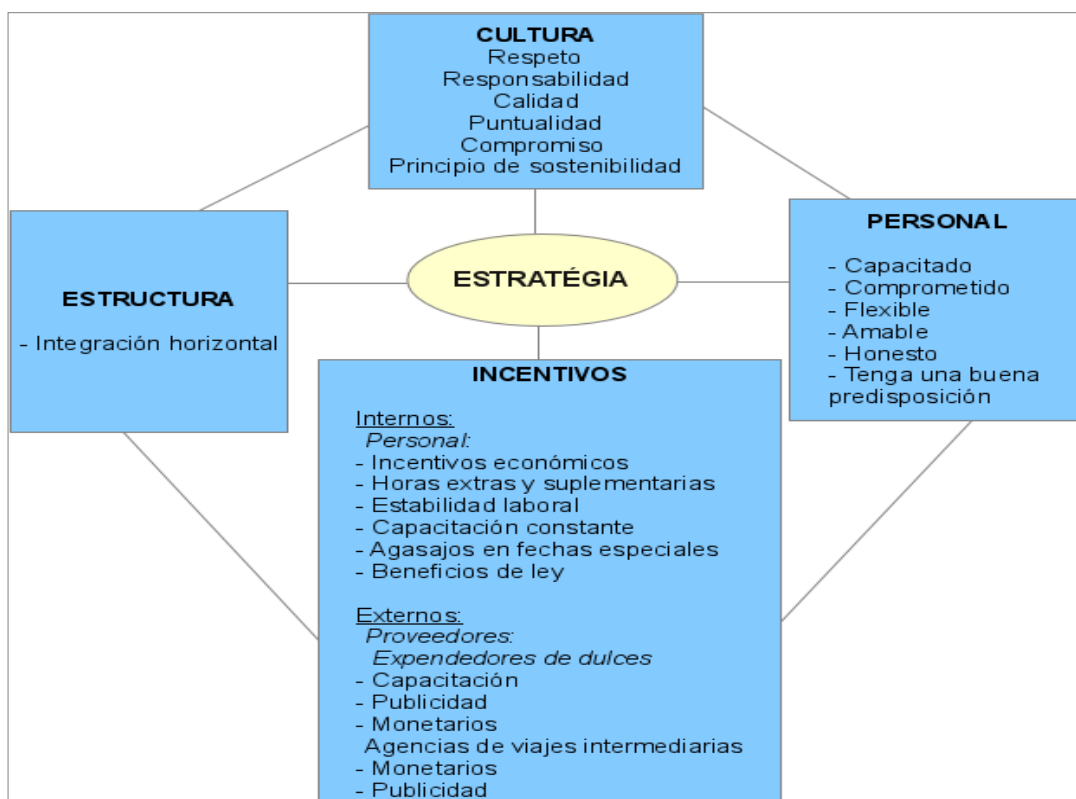 CULTURA
Respeto
Responsabilidad
Calidad
Puntualidad
Compromiso
Principio de sostenibilidad
ESTRUCTURA
- Integración horizontal
ESTRATÉGIA
PERSONAL
- Capacitado
- Comprometido
- Flexible
- Amable
- Honesto
- Tenga una buena
predisposición
INCENTIVOS
Internos:
Personal:
- Incentivos económicos
- Horas extras y suplementarias
- Estabilidad laboral
- Capacitación constante
- Agasajos en fechas especiales
- Beneficios de ley
Externos:
Proveedores:
Expendedores de dulces
- Capacitación
- Publicidad
- Monetarios
Agencias de viajes intermediarias
- Monetarios
- Publicidad